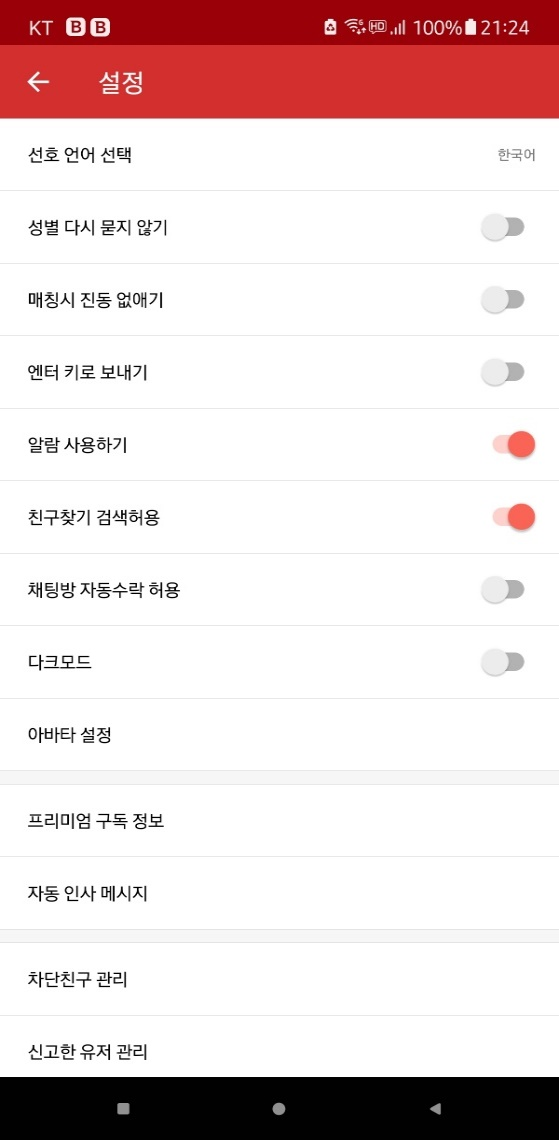 KT B B HD 100% 21:24
설정
선호 언어 선택 한국어
성별 다시 묻지 않기
매칭시 진동 없애기
엔터 키로 보내기
알람 사용하기
친구찾기 검색허용
채팅방 자동수락 허용
다크모드
아바타 설정
프리미엄 구독 정보
자동 인사 메시지
차단친구 관리
신고한 유저 관리